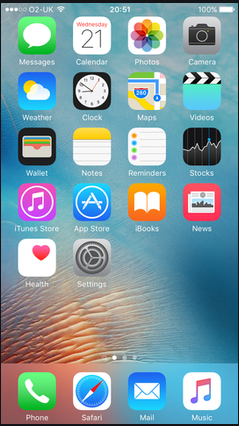 ●●●○○ O2-UK 20:51 100%
Wednesday
21
280
Messages Calendar Photos Camera
Weather Clock Maps Videos
Wallet Notes Reminders Stocks
iTunes Store App Store iBooks News
Health Settings
Phone Safari Mail Music